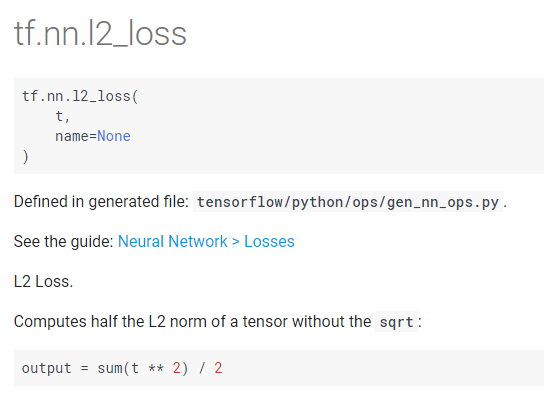 tf.nn.l2_loss
tf.nn.l2_loss(
    t,
    name=None
)
Defined in generated file: tensorflow/python/ops/gen_nn_ops.py.
See the guide: Neural Network > Losses
L2 Loss.
Computes half the L2 norm of a tensor without the sqrt:
output = sum(t ** 2) / 2